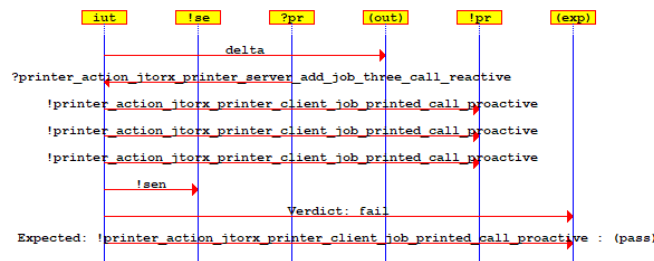 iut !se ?pr (out) !pr (exp)
delta
?printer_action_jtorx_printer_server_add_job_three_call_reactive
!printer_action_jtorx_printer_client_job_printed_call_proactive
!printer_action_jtorx_printer_client_job_printed_call_proactive
!printer_action_jtorx_printer_client_job_printed_call_proactive
!sen
Verdict: fail
Expected: !printer_action_jtorx_printer_client_job_printed_call_proactive : (pass)